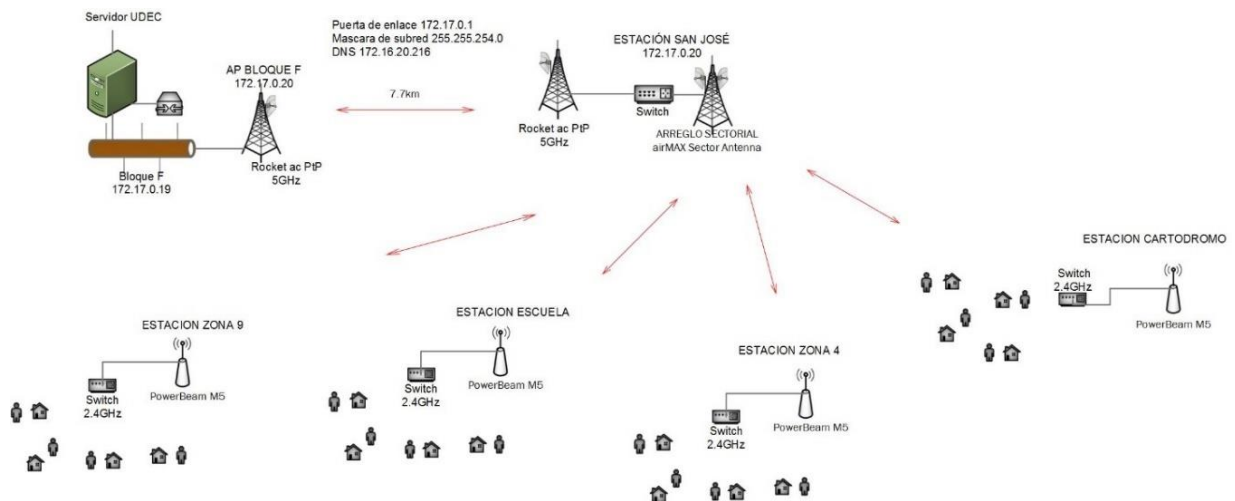 Servidor UDEC
Puerta de enlace 172.17.0.1
Mascara de subred 255.255.254.0
DNS 172.16.20.216
AP BLOQUE F
172.17.0.20
7.7km
Rocket ac PtP
5GHz
Bloque F
172.17.0.19
ESTACIÓN SAN JOSÉ
172.17.0.20
Switch
Rocket ac PtP
5GHz
ARREGLO SECTORIAL
airMAX Sector Antenna
ESTACION CARTODROMO
Switch
2.4GHz
PowerBeam M5
ESTACION ZONA 9
Switch
2.4GHz
PowerBeam M5
ESTACION ESCUELA
Switch
2.4GHz
PowerBeam M5
ESTACION ZONA 4
Switch
2.4GHz
PowerBeam M5